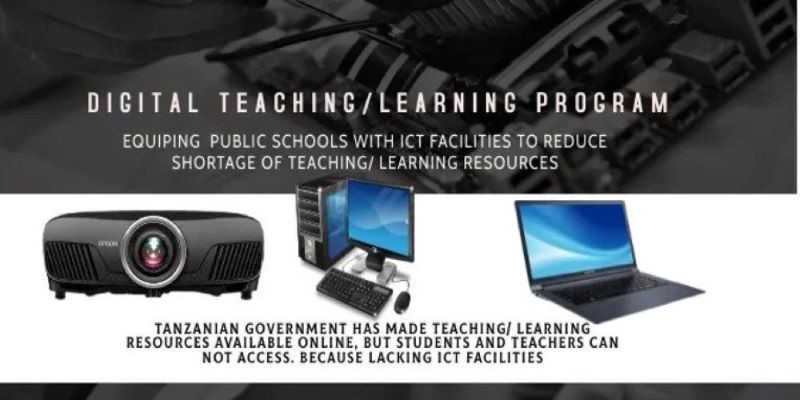 DIGITAL TEACHING/LEARNING PROGRAM
EQUIPING PUBLIC SCHOOLS WITH ICT FACILITIES TO REDUCE
SHORTAGE OF TEACHING/ LEARNING RESOURCES
EPSON
TANZANIAN GOVERNMENT HAS MADE TEACHING/ LEARNING
RESOURCES AVAILABLE ONLINE, BUT STUDENTS AND TEACHERS CAN
NOT ACCESS. BECAUSE LACKING ICT FACILITIES